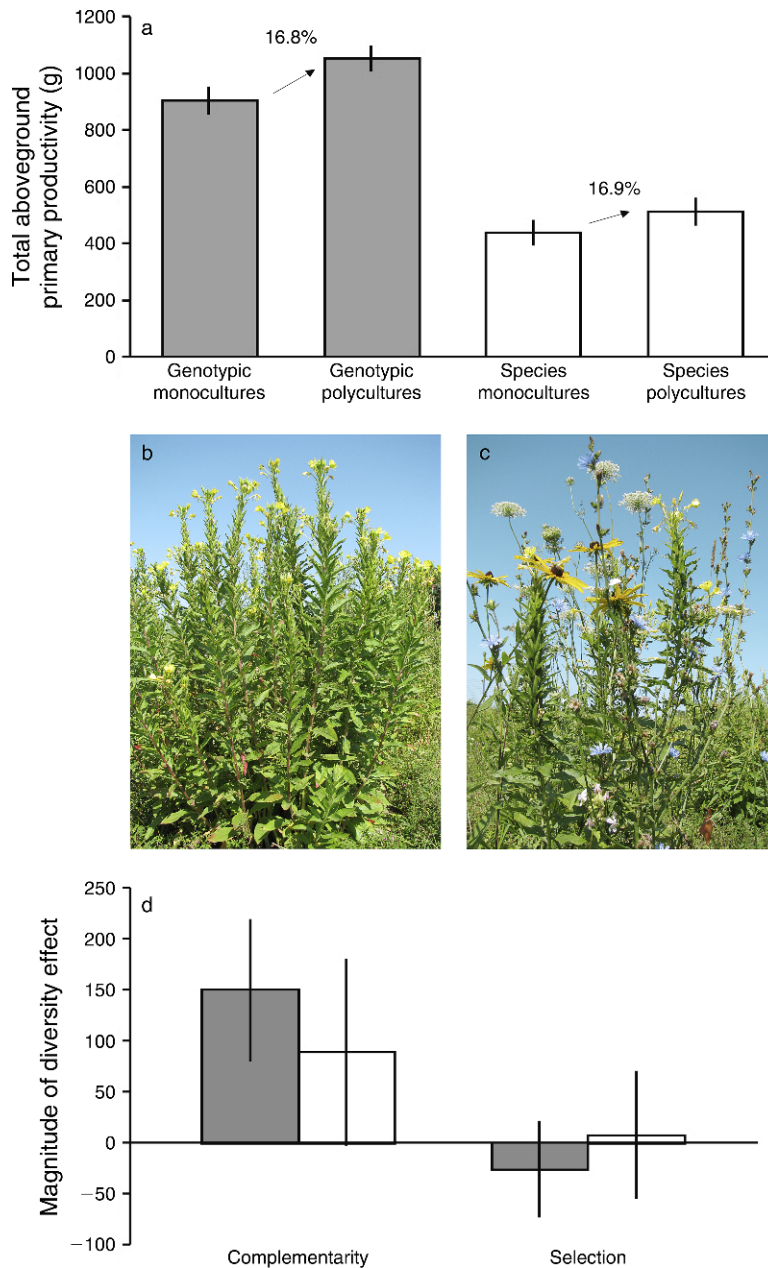 a
1200
1000
800
600
400
200
0
Total aboveground
primary productivity (g)
16.8%
16.9%
Genotypic
monocultures
Genotypic
polycultures
Species
monocultures
Species
polycultures
b
c
d
250
200
150
100
50
0
−50
−100
Magnitude of diversity effect
Complementarity
Selection